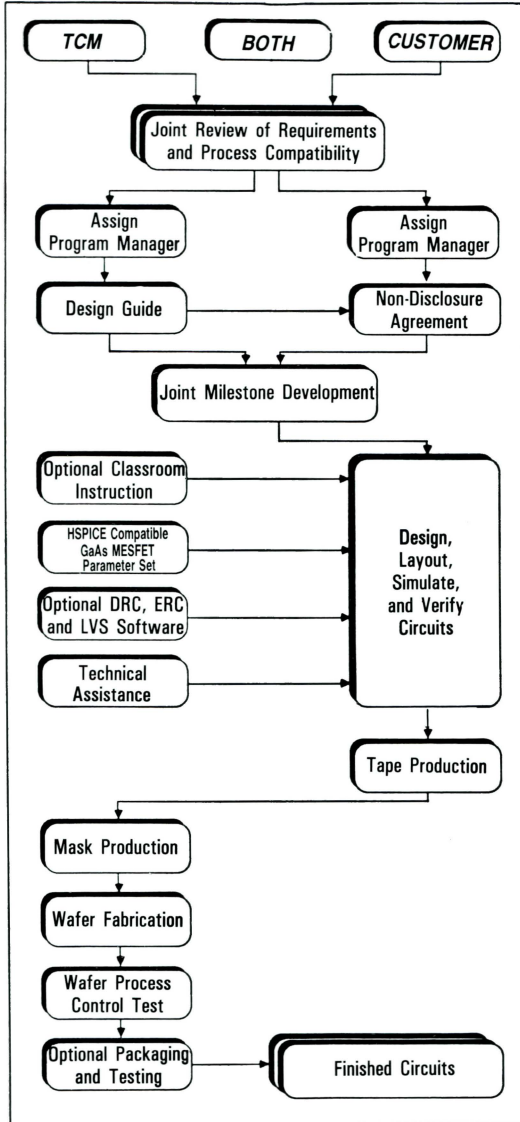 TCM
BOTH
CUSTOMER
Joint Review of Requirements
and Process Compatibility
Assign
Program Manager
Assign
Program Manager
Design Guide
Non-Disclosure
Agreement
Joint Milestone Development
Optional Classroom
Instruction
HSPICE Compatible
GaAs MESFET
Parameter Set
Optional DRC, ERC
and LVS Software
Technical
Assistance
Design,
Layout,
Simulate,
and Verify
Circuits
Tape Production
Mask Production
Wafer Fabrication
Wafer Process
Control Test
Optional Packaging
and Testing
Finished Circuits